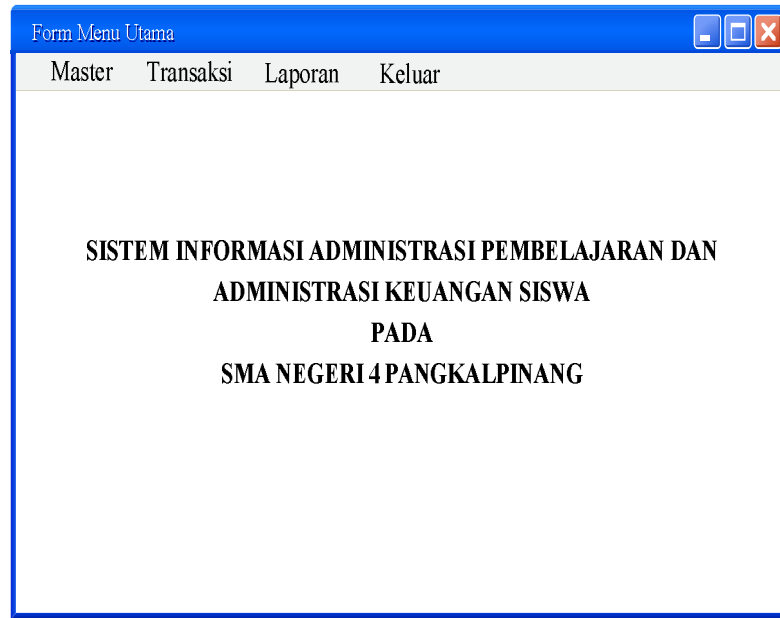 Form Menu Utama
Master Transaksi Laporan Keluar
SISTEM INFORMASI ADMINISTRASI PEMBELAJARAN DAN
ADMINISTRASI KEUANGAN SISWA
PADA
SMA NEGERI 4 PANGKALPINANG